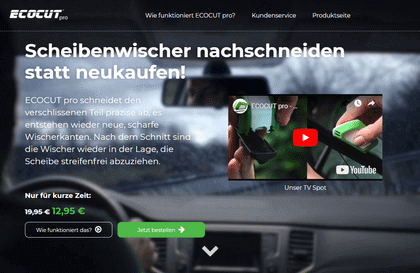 ECOCUT pro
Wie funktioniert ECOCUT pro?
Kundenservice
Produktseite
Scheibenwischer nachschneiden
statt neukaufen!
ECOCUT pro schneidet den
verschlissenen Teil präzise ab, es
entstehen wieder neue, scharfe
Wischerkanten. Nach dem Schnitt sind
die Wischer wieder in der Lage, die
Scheibe streifenfrei abzuziehen.
ECOCUT pro - ...
YouTube
Unser TV Spot
Nur für kurze Zeit:
19,95 € 12,95 €
Wie funktioniert das?
Jetzt bestellen